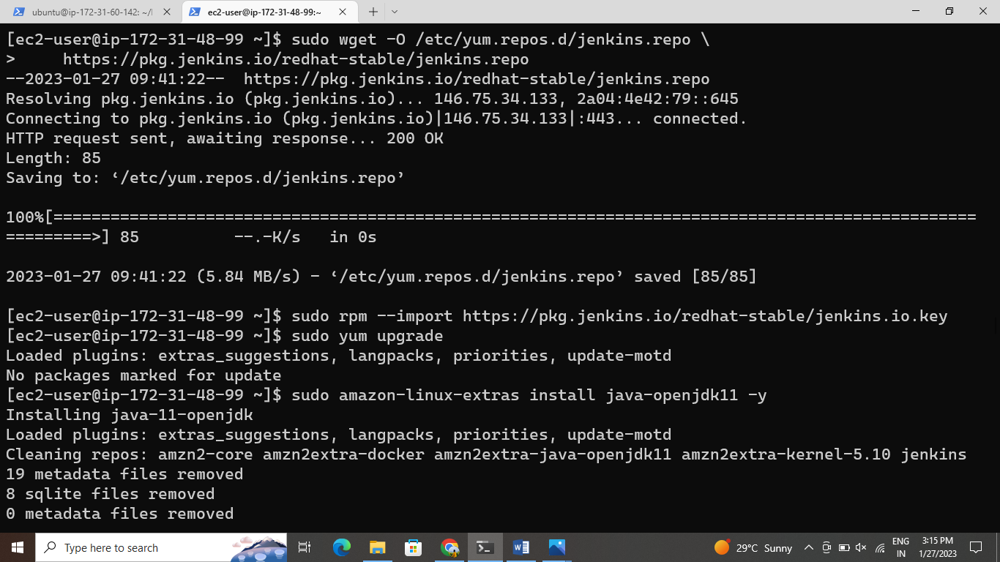 ubuntu@ip-172-31-60-142: ~/
ec2-user@ip-172-31-48-99:~
[ec2-user@ip-172-31-48-99 ~]$ sudo wget -O /etc/yum.repos.d/jenkins.repo \
>     https://pkg.jenkins.io/redhat-stable/jenkins.repo
--2023-01-27 09:41:22--  https://pkg.jenkins.io/redhat-stable/jenkins.repo
Resolving pkg.jenkins.io (pkg.jenkins.io)... 146.75.34.133, 2a04:4e42:79::645
Connecting to pkg.jenkins.io (pkg.jenkins.io)|146.75.34.133|:443... connected.
HTTP request sent, awaiting response... 200 OK
Length: 85
Saving to: ‘/etc/yum.repos.d/jenkins.repo’
100%[=================================================================================================
=========>] 85          --.-K/s   in 0s
2023-01-27 09:41:22 (5.84 MB/s) - ‘/etc/yum.repos.d/jenkins.repo’ saved [85/85]
[ec2-user@ip-172-31-48-99 ~]$ sudo rpm --import https://pkg.jenkins.io/redhat-stable/jenkins.io.key
[ec2-user@ip-172-31-48-99 ~]$ sudo yum upgrade
Loaded plugins: extras_suggestions, langpacks, priorities, update-motd
No packages marked for update
[ec2-user@ip-172-31-48-99 ~]$ sudo amazon-linux-extras install java-openjdk11 -y
Installing java-11-openjdk
Loaded plugins: extras_suggestions, langpacks, priorities, update-motd
Cleaning repos: amzn2-core amzn2extra-docker amzn2extra-java-openjdk11 amzn2extra-kernel-5.10 jenkins
19 metadata files removed
8 sqlite files removed
0 metadata files removed
Type here to search
29°C Sunny
ENG
IN
3:15 PM
1/27/2023